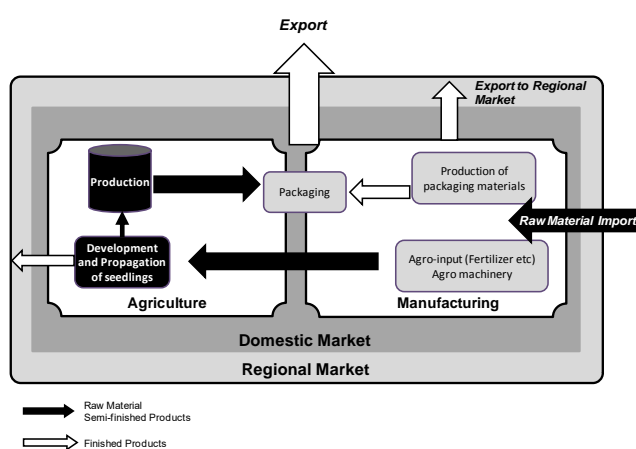 Export
Export to Regional
Market
Production
Packaging
Production of
packaging materials
Raw Material Import
Development
and Propagation
of seedlings
Agro-input (Fertilizer etc)
Agro machinery
Agriculture
Manufacturing
Domestic Market
Regional Market
Raw Material
Semi-finished Products
Finished Products